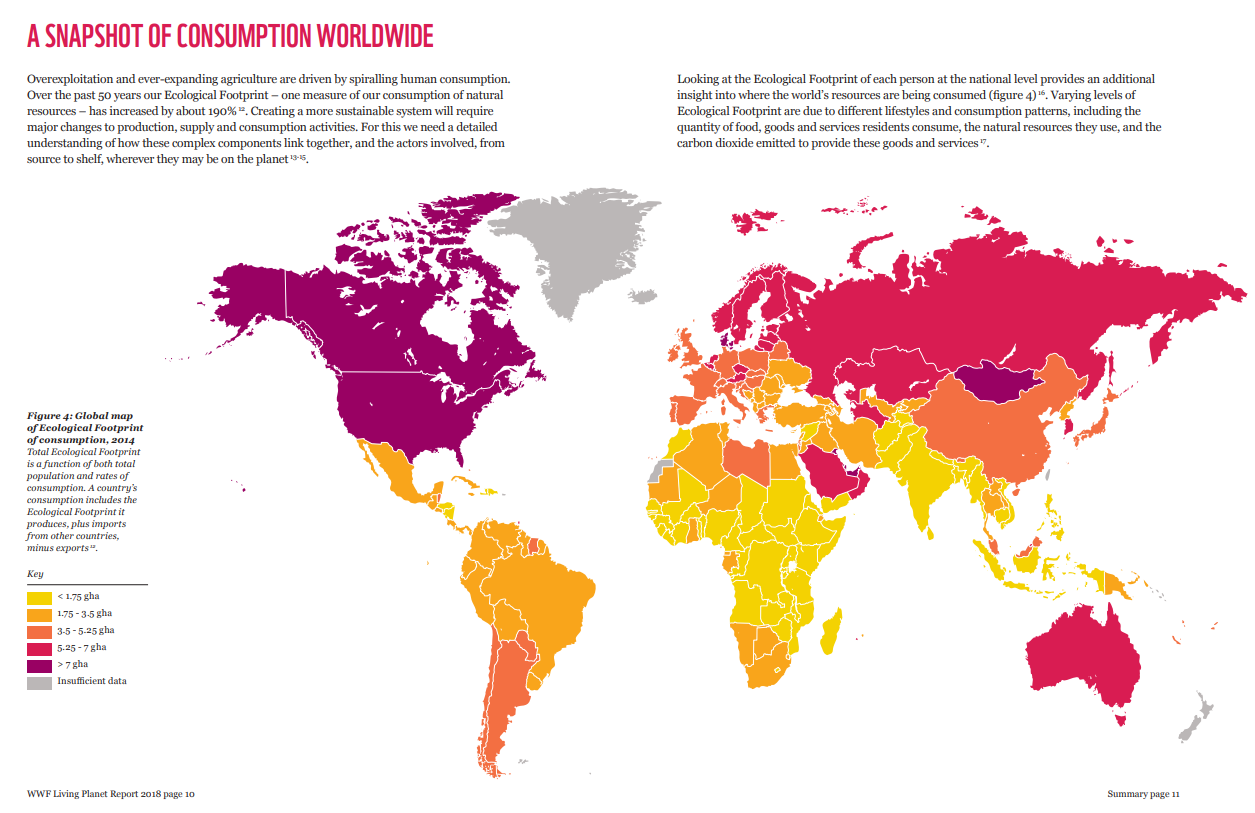 A SNAPSHOT OF CONSUMPTION WORLDWIDE
Overexploitation and ever-expanding agriculture are driven by spiralling human consumption.
Over the past 50 years our Ecological Footprint – one measure of our consumption of natural
resources – has increased by about 190% 12. Creating a more sustainable system will require
major changes to production, supply and consumption activities. For this we need a detailed
understanding of how these complex components link together, and the actors involved, from
source to shelf, wherever they may be on the planet 13-15.
Looking at the Ecological Footprint of each person at the national level provides an additional
insight into where the world's resources are being consumed (figure 4) 16. Varying levels of
Ecological Footprint are due to different lifestyles and consumption patterns, including the
quantity of food, goods and services residents consume, the natural resources they use, and the
carbon dioxide emitted to provide these goods and services 17.
Figure 4: Global map
of Ecological Footprint
of consumption, 2014
Total Ecological Footprint
is a function of both total
population and rates of
consumption. A country's
consumption includes the
Ecological Footprint it
produces, plus imports
from other countries,
minus exports 12.
Key
< 1.75 gha
1.75 - 3.5 gha
3.5 - 5.25 gha
5.25 - 7 gha
> 7 gha
Insufficient data
WWF Living Planet Report 2018 page 10
Summary page 11